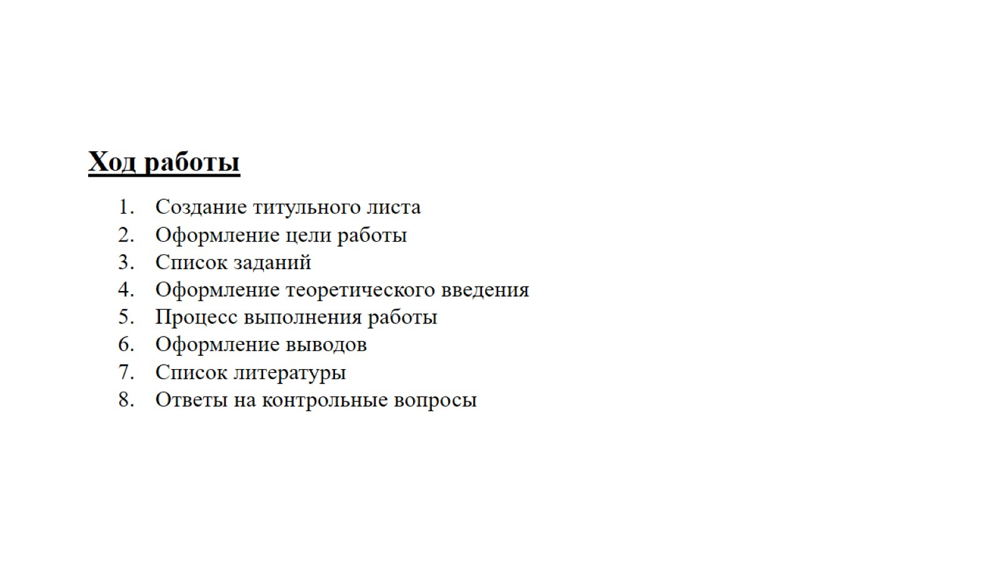 Ход работы
1. Создание титульного листа
2. Оформление цели работы
3. Список заданий
4. Оформление теоретического введения
5. Процесс выполнения работы
6. Оформление выводов
7. Список литературы
8. Ответы на контрольные вопросы